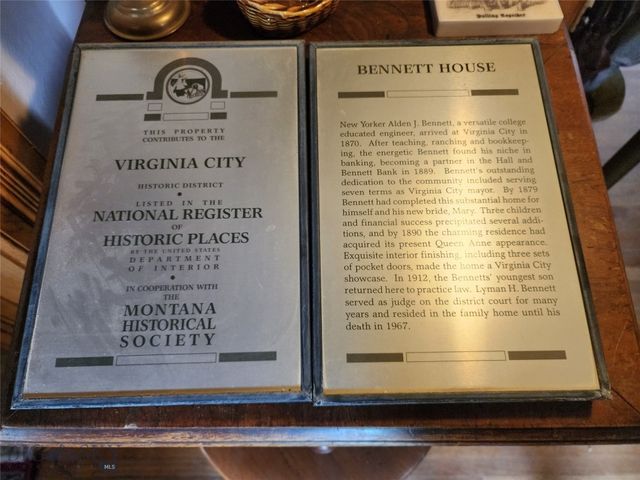 Pulling Together
THIS PROPERTY
CONTRIBUTES TO THE
VIRGINIA CITY
HISTORIC DISTRICT
•
LISTED IN THE
NATIONAL REGISTER
OF
HISTORIC PLACES
BY THE UNITED STATES
DEPARTMENT
OF INTERIOR
•
IN COOPERATION WITH
THE
MONTANA
HISTORICAL
SOCIETY
BENNETT HOUSE
New Yorker Alden J. Bennett, a versatile college
educated engineer, arrived at Virginia City in
1870. After teaching, ranching and bookkeep-
ing, the energetic Bennett found his niche in
banking, becoming a partner in the Hall and
Bennett Bank in 1889. Bennett's outstanding
dedication to the community included serving
seven terms as Virginia City mayor. By 1879
Bennett had completed this substantial home for
himself and his new bride, Mary. Three children
and financial success precipitated several addi-
tions, and by 1890 the charming residence had
acquired its present Queen Anne appearance.
Exquisite interior finishing, including three sets
of pocket doors, made the home a Virginia City
showcase. In 1912, the Bennetts' youngest son
returned here to practice law. Lyman H. Bennett
served as judge on the district court for many
years and resided in the family home until his
death in 1967.
MLS